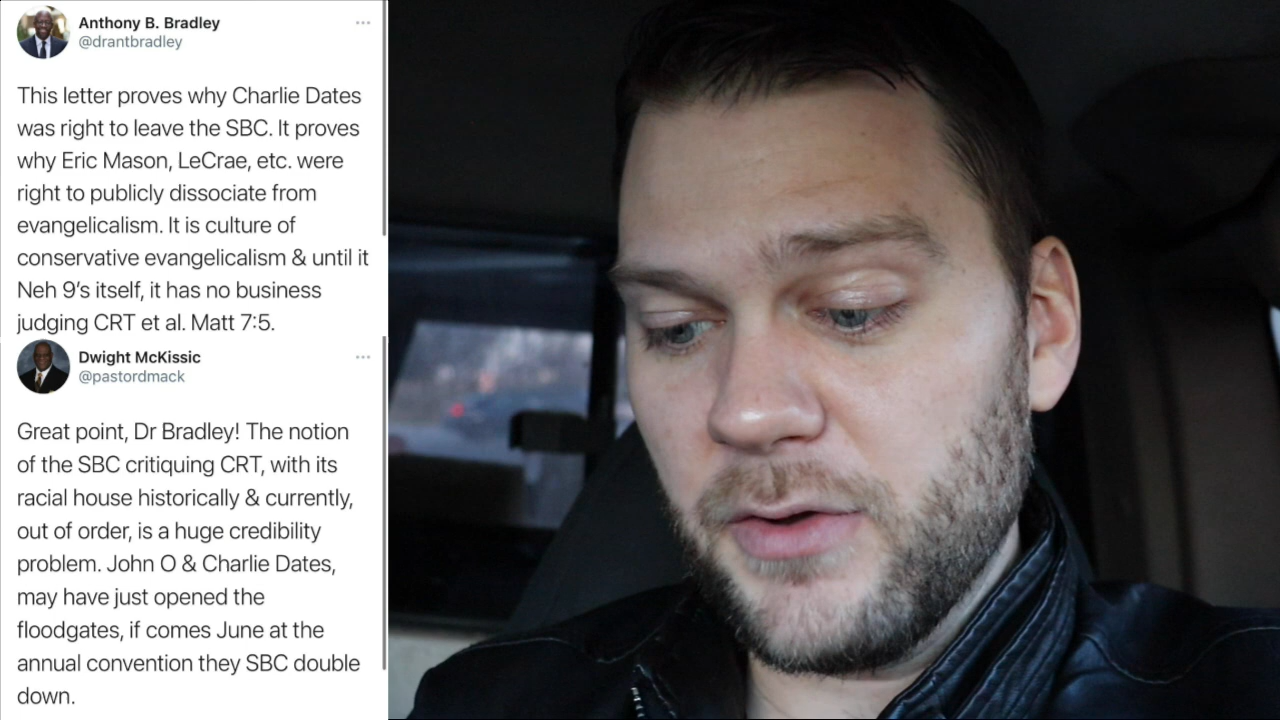 Anthony B. Bradley
@drantbradley
This letter proves why Charlie Dates
was right to leave the SBC. It proves
why Eric Mason, LeCrae, etc. were
right to publicly dissociate from
evangelicalism. It is culture of
conservative evangelicalism & until it
Neh 9's itself, it has no business
judging CRT et al. Matt 7:5.
Dwight McKissic
@pastordmack
Great point, Dr Bradley! The notion
of the SBC critiquing CRT, with its
racial house historically & currently,
out of order, is a huge credibility
problem. John O & Charlie Dates,
may have just opened the
floodgates, if comes June at the
annual convention they SBC double
down.